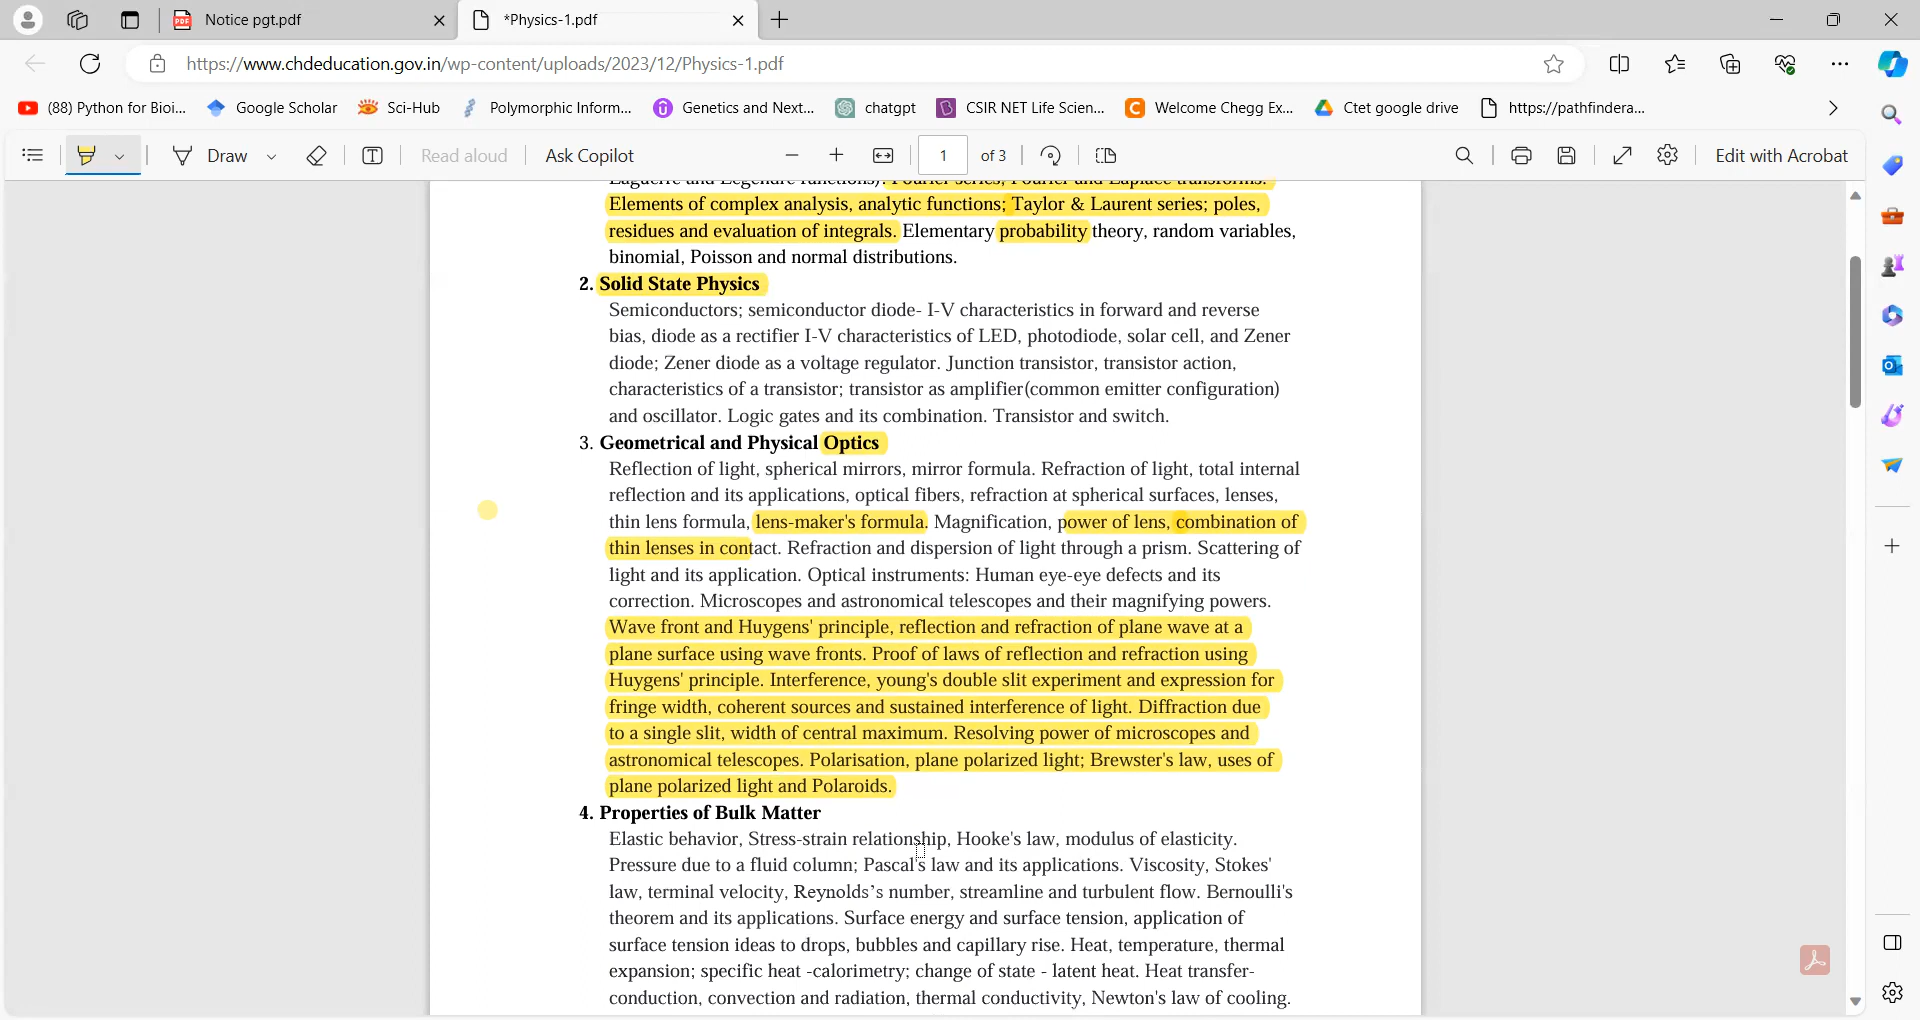 Notice pgt.pdf
*Physics-1.pdf
https://www.chdeducation.gov.in/wp-content/uploads/2023/12/Physics-1.pdf
(88) Python for Bioi... Google Scholar Sci-Hub Polymorphic Inform... Genetics and Next... chatgpt CSIR NET Life Scien... Welcome Chegg Ex... Ctet google drive https://pathfindera...
Draw Read aloud Ask Copilot 1 of 3 Edit with Acrobat
Laguerre and Legendre functions). Fourier series, Fourier and Laplace transforms.
Elements of complex analysis, analytic functions; Taylor & Laurent series; poles,
residues and evaluation of integrals. Elementary probability theory, random variables,
binomial, Poisson and normal distributions.
2. Solid State Physics
Semiconductors; semiconductor diode- I-V characteristics in forward and reverse
bias, diode as a rectifier I-V characteristics of LED, photodiode, solar cell, and Zener
diode; Zener diode as a voltage regulator. Junction transistor, transistor action,
characteristics of a transistor; transistor as amplifier(common emitter configuration)
and oscillator. Logic gates and its combination. Transistor and switch.
3. Geometrical and Physical Optics
Reflection of light, spherical mirrors, mirror formula. Refraction of light, total internal
reflection and its applications, optical fibers, refraction at spherical surfaces, lenses,
thin lens formula, lens-maker's formula. Magnification, power of lens, combination of
thin lenses in contact. Refraction and dispersion of light through a prism. Scattering of
light and its application. Optical instruments: Human eye-eye defects and its
correction. Microscopes and astronomical telescopes and their magnifying powers.
Wave front and Huygens' principle, reflection and refraction of plane wave at a
plane surface using wave fronts. Proof of laws of reflection and refraction using
Huygens' principle. Interference, young's double slit experiment and expression for
fringe width, coherent sources and sustained interference of light. Diffraction due
to a single slit, width of central maximum. Resolving power of microscopes and
astronomical telescopes. Polarisation, plane polarized light; Brewster's law, uses of
plane polarized light and Polaroids.
4. Properties of Bulk Matter
Elastic behavior, Stress-strain relationship, Hooke's law, modulus of elasticity.
Pressure due to a fluid column; Pascal's law and its applications. Viscosity, Stokes'
law, terminal velocity, Reynolds's number, streamline and turbulent flow. Bernoulli's
theorem and its applications. Surface energy and surface tension, application of
surface tension ideas to drops, bubbles and capillary rise. Heat, temperature, thermal
expansion; specific heat -calorimetry; change of state - latent heat. Heat transfer-
conduction, convection and radiation, thermal conductivity, Newton's law of cooling.